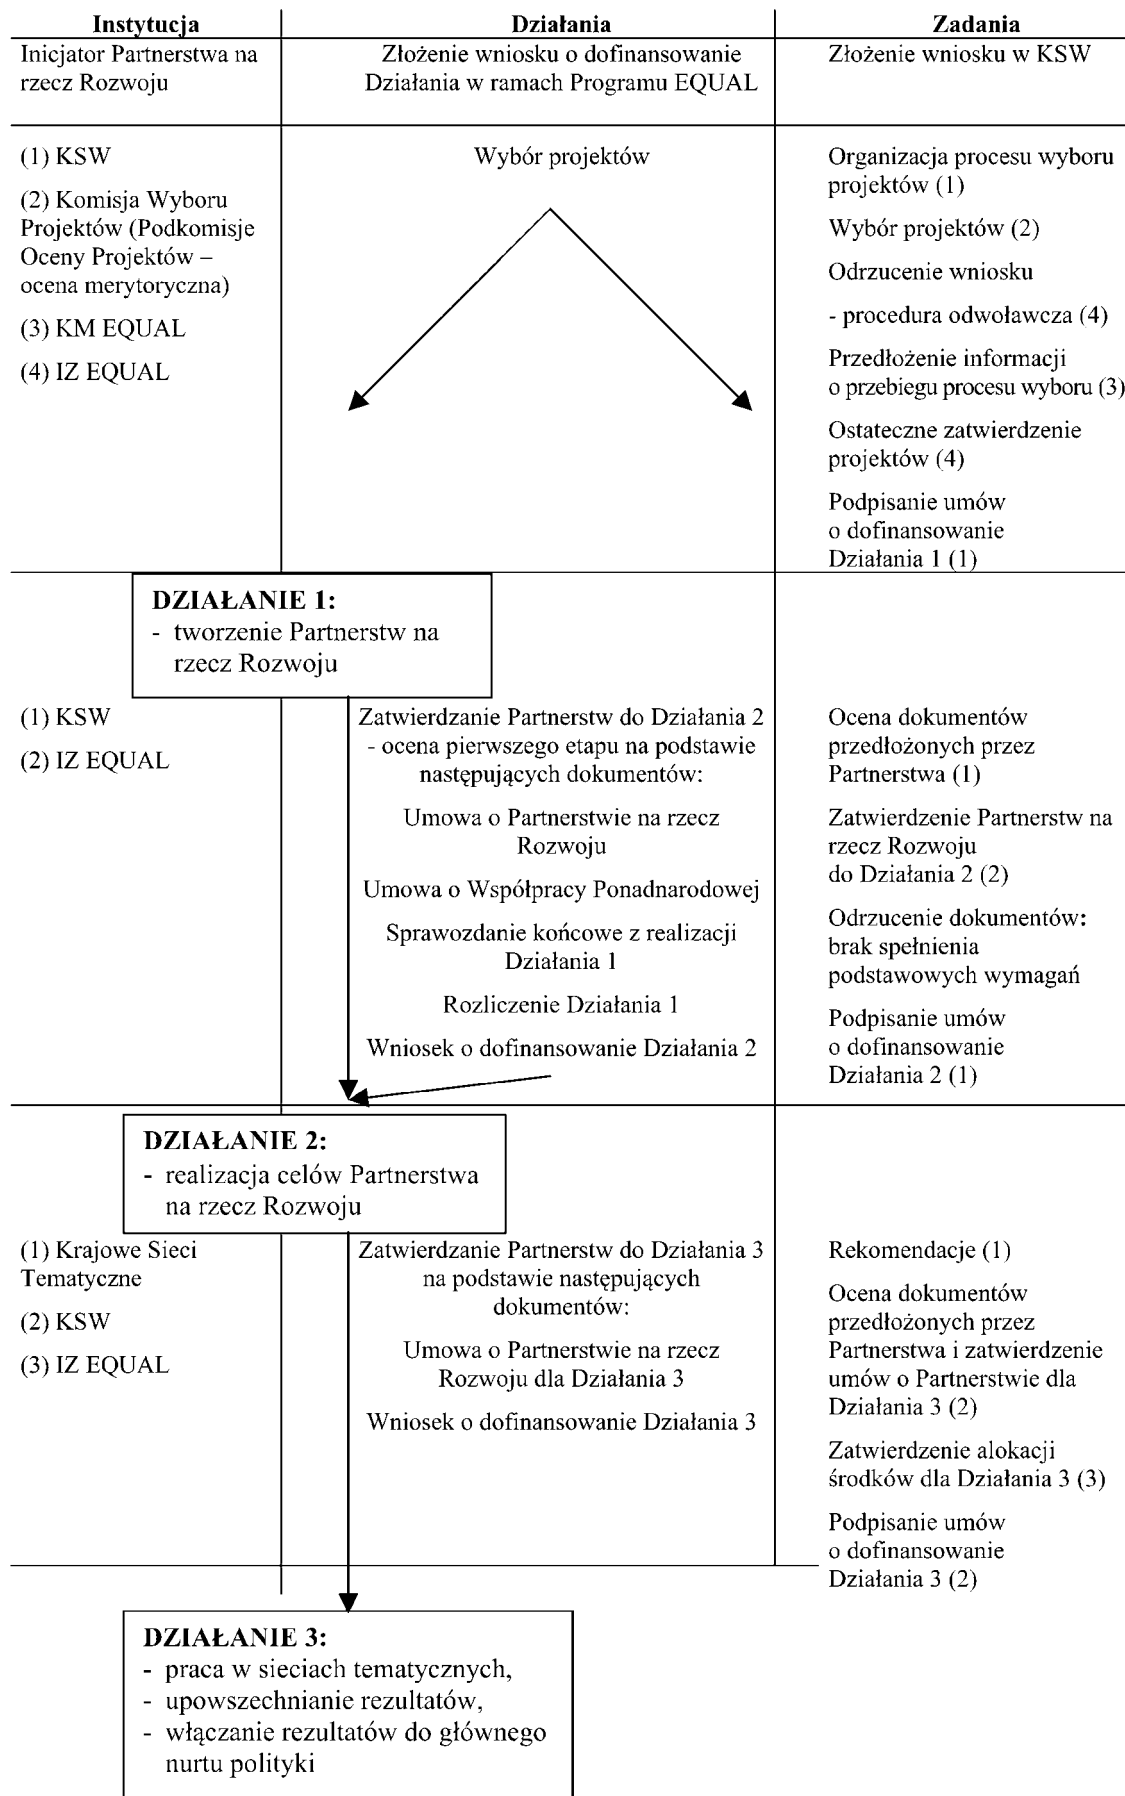 Instytucja
Działania
Zadania
Inicjator Partnerstwa na
rzecz Rozwoju
Złożenie wniosku o dofinansowanie
Działania w ramach Programu EQUAL
Złożenie wniosku w KSW
(1) KSW
(2) Komisja Wyboru
Projektów (Podkomisje
Oceny Projektów –
ocena merytoryczna)
(3) KM EQUAL
(4) IZ EQUAL
Wybór projektów
Organizacja procesu wyboru
projektów (1)
Wybór projektów (2)
Odrzucenie wniosku
- procedura odwoławcza (4)
Przedłożenie informacji
o przebiegu procesu wyboru (3)
Ostateczne zatwierdzenie
projektów (4)
Podpisanie umów
o dofinansowanie
Działania 1 (1)
DZIAŁANIE 1:
- tworzenie Partnerstw na
rzecz Rozwoju
(1) KSW
(2) IZ EQUAL
Zatwierdzanie Partnerstw do Działania 2
- ocena pierwszego etapu na podstawie
następujących dokumentów:
Umowa o Partnerstwie na rzecz
Rozwoju
Umowa o Współpracy Ponadnarodowej
Sprawozdanie końcowe z realizacji
Działania 1
Rozliczenie Działania 1
Wniosek o dofinansowanie Działania 2
Ocena dokumentów
przedłożonych przez
Partnerstwa (1)
Zatwierdzenie Partnerstw na
rzecz Rozwoju
do Działania 2 (2)
Odrzucenie dokumentów:
brak spełnienia
podstawowych wymagań
Podpisanie umów
o dofinansowanie
Działania 2 (1)
DZIAŁANIE 2:
- realizacja celów Partnerstwa
na rzecz Rozwoju
(1) Krajowe Sieci
Tematyczne
(2) KSW
(3) IZ EQUAL
Zatwierdzanie Partnerstw do Działania 3
na podstawie następujących
dokumentów:
Umowa o Partnerstwie na rzecz
Rozwoju dla Działania 3
Wniosek o dofinansowanie Działania 3
Rekomendacje (1)
Ocena dokumentów
przedłożonych przez
Partnerstwa i zatwierdzenie
umów o Partnerstwie dla
Działania 3 (2)
Zatwierdzenie alokacji
środków dla Działania 3 (3)
Podpisanie umów
o dofinansowanie
Działania 3 (2)
DZIAŁANIE 3:
- praca w sieciach tematycznych,
- upowszechnianie rezultatów,
- włączanie rezultatów do głównego
nurtu polityki